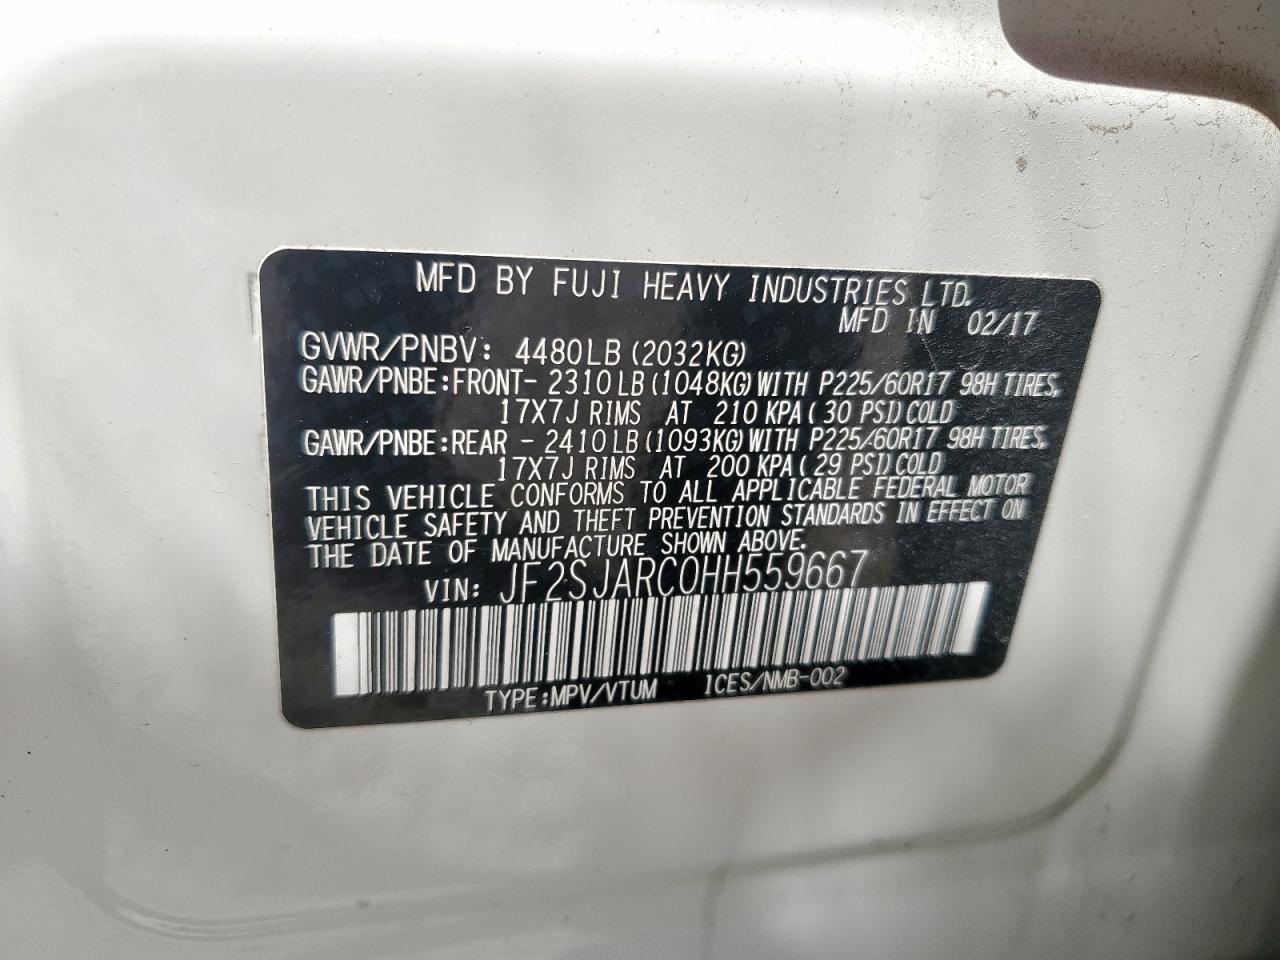 MFD BY FUJI HEAVY INDUSTRIES LTD.
MFD IN 02/17
GVWR/PNBV: 4480LB (2032KG)
GAWR/PNBE:FRONT- 2310LB (1048KG) WITH P225/60R17 98H TIRES,
17X7J RIMS AT 210 KPA ( 30 PSI) COLD
GAWR/PNBE:REAR - 2410LB (1093KG) WITH P225/60R17 98H TIRES,
17X7J RIMS AT 200 KPA ( 29 PSI) COLD
THIS VEHICLE CONFORMS TO ALL APPLICABLE FEDERAL MOTOR
VEHICLE SAFETY AND THEFT PREVENTION STANDARDS IN EFFECT ON
THE DATE OF MANUFACTURE SHOWN ABOVE.
VIN: JF2SJARC0HH559667
TYPE:MPV/VTUM ICES/NMB-002